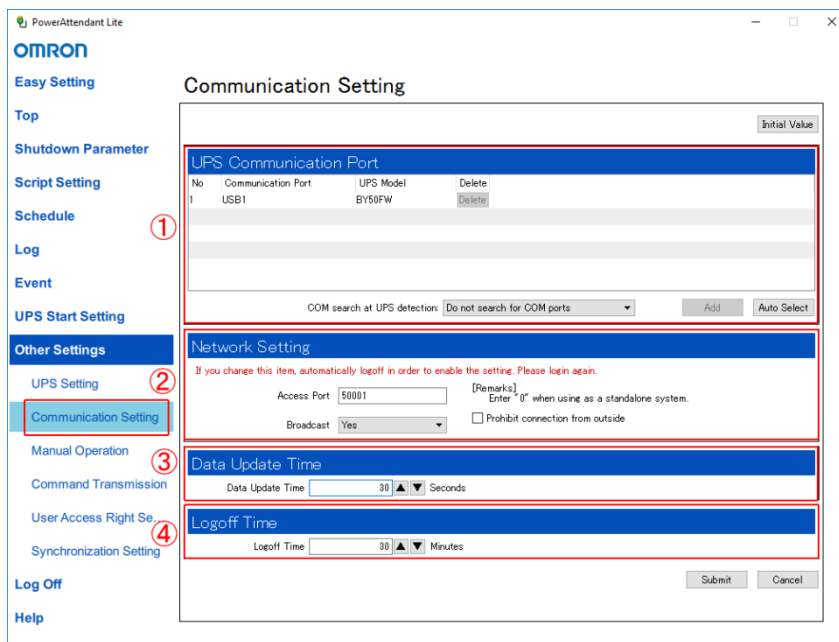 PowerAttendant Lite
OMRON
Easy Setting
Top
Shutdown Parameter
Script Setting
Schedule
Log
Event
UPS Start Setting
Other Settings
UPS Setting
Communication Setting
Manual Operation
Command Transmission
User Access Right Se...
Synchronization Setting
Log Off
Help
Communication Setting
Initial Value
①
UPS Communication Port
No Communication Port UPS Model Delete
1 USB1 BY50FW Delete
COM search at UPS detection: Do not search for COM ports Add Auto Select
②
Network Setting
If you change this item, automatically logoff in order to enable the setting. Please login again.
Access Port 50001
[Remarks]
Enter "0" when using as a standalone system.
Broadcast Yes Prohibit connection from outside
③
Data Update Time
Data Update Time 30 Seconds
④
Logoff Time
Logoff Time 30 Minutes
Submit Cancel